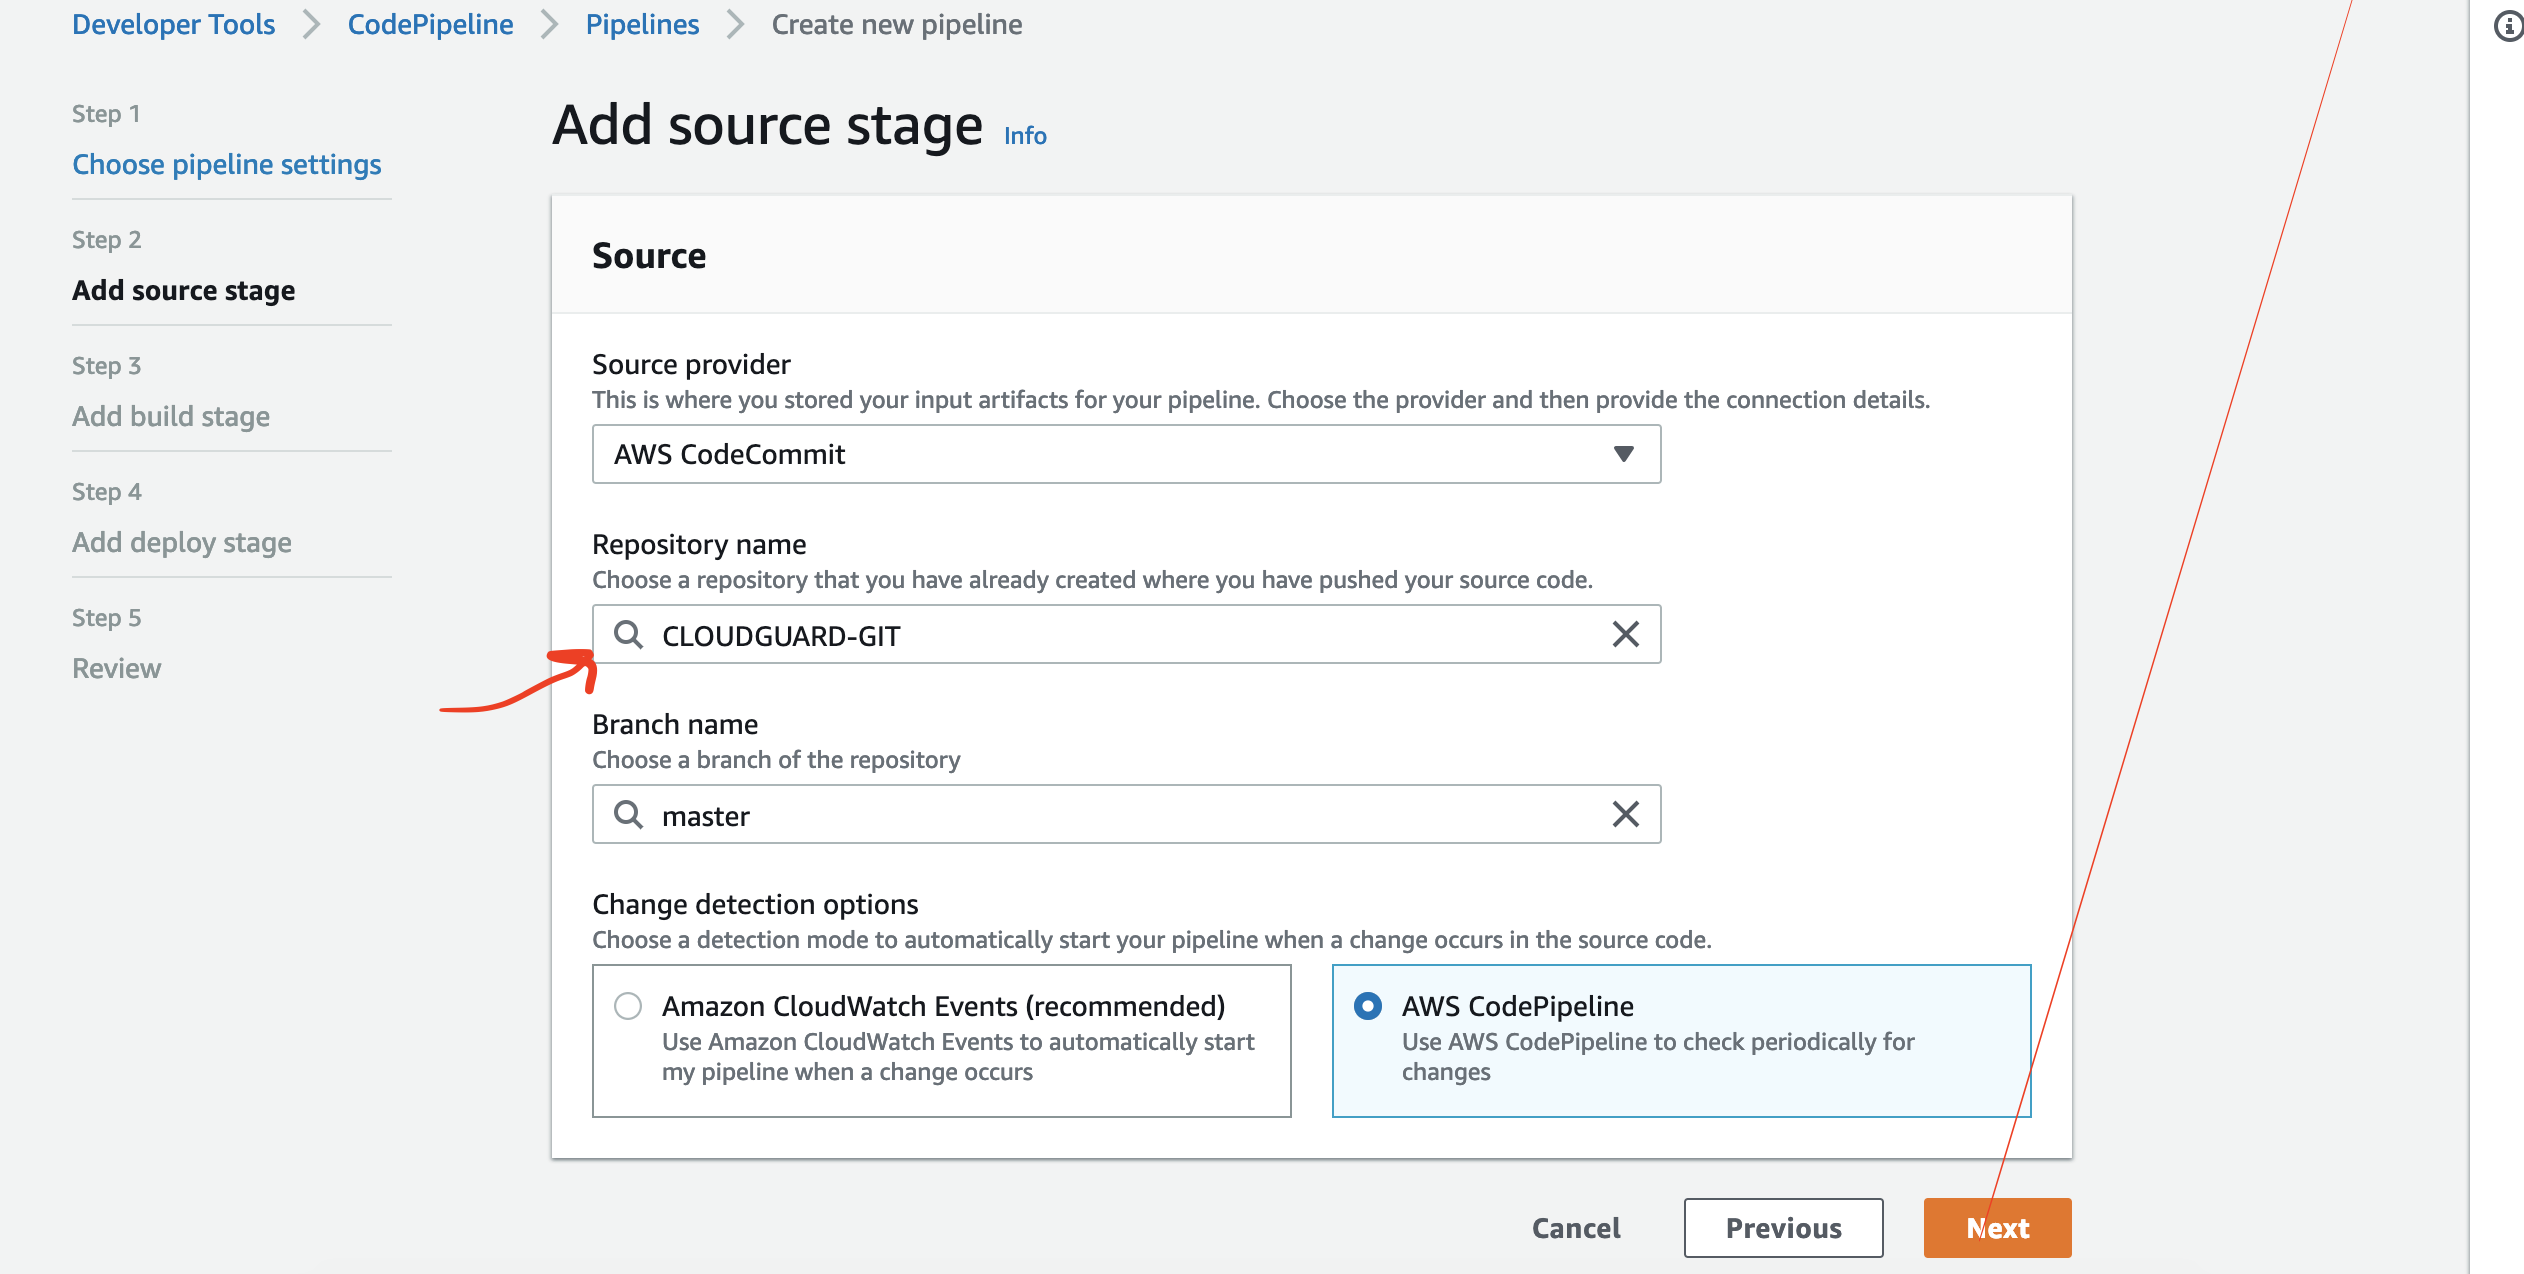 Developer Tools
CodePipeline
Pipelines
Create new pipeline
Step 1
Choose pipeline settings
Step 2
Add source stage
Step 3
Add build stage
Step 4
Add deploy stage
Step 5
Review
Add source stage Info
Source
Source provider
This is where you stored your input artifacts for your pipeline. Choose the provider and then provide the connection details.
AWS CodeCommit
Repository name
Choose a repository that you have already created where you have pushed your source code.
CLOUDGUARD-GIT
Branch name
Choose a branch of the repository
master
Change detection options
Choose a detection mode to automatically start your pipeline when a change occurs in the source code.
Amazon CloudWatch Events (recommended)
Use Amazon CloudWatch Events to automatically start
my pipeline when a change occurs
AWS CodePipeline
Use AWS CodePipeline to check periodically for
changes
Cancel
Previous
Next